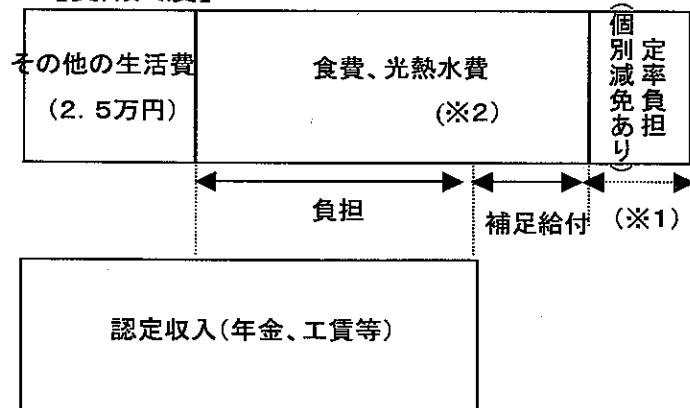 その他の生活費
(2.5万円)
食費、光熱水費
(※2)
定率負担
(個別減免あり)
負担
補足給付
(※1)
認定収入(年金、工賃等)